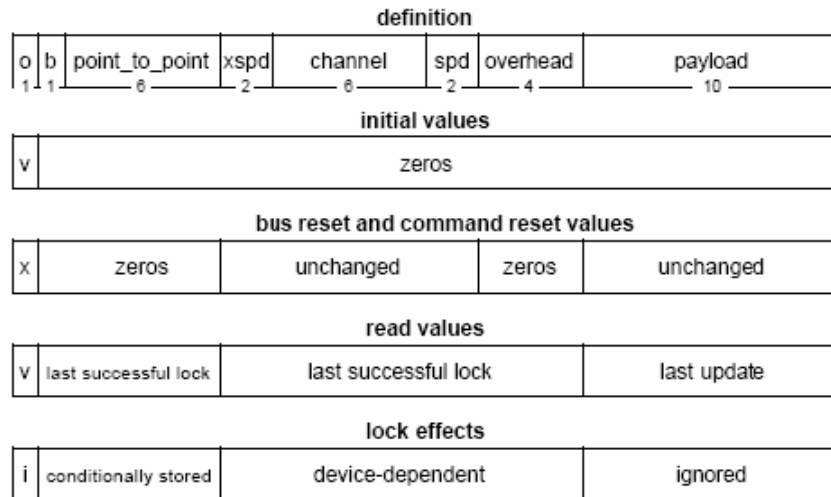 definition
o b point_to_point xspd channel spd overhead payload
1 1 6 2 6 2 4 10
initial values
v zeros
bus reset and command reset values
x zeros unchanged zeros unchanged
read values
v last successful lock last successful lock last update
lock effects
i conditionally stored device-dependent ignored